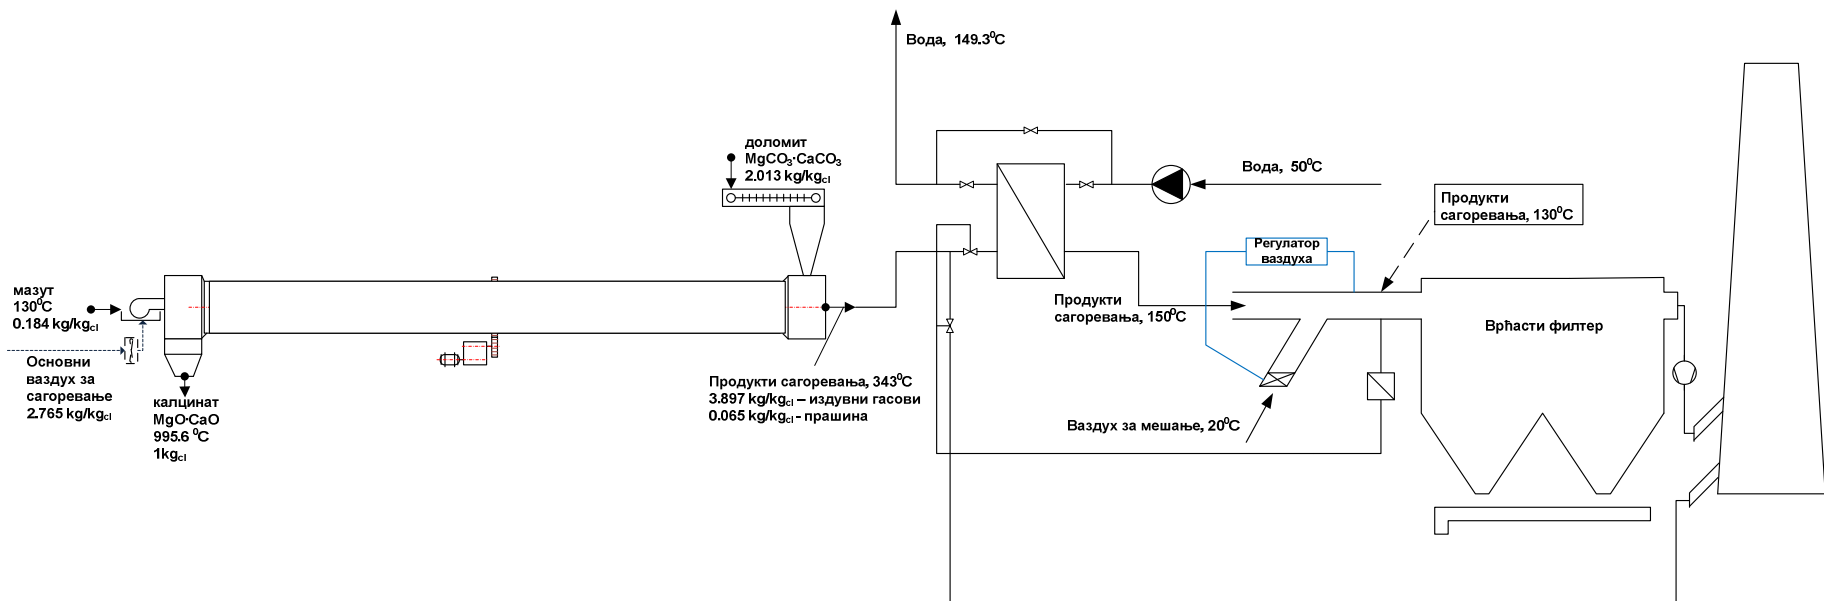 Вода, 149.3⁰C
доломит
MgCO₃·CaCO₃
2.013 kg/kg_cl
Вода, 50⁰C
Продукти
сагоревања, 130⁰C
Регулатор
ваздуха
мазут
130⁰C
0.184 kg/kg_cl
Продукти
сагоревања, 150⁰C
Врћасти филтер
Основни
ваздух за
сагоревање
2.765 kg/kg_cl
калцинат
MgO·CaO
995.6 ⁰C
1kg_cl
Продукти сагоревања, 343⁰C
3.897 kg/kg_cl – издувни гасови
0.065 kg/kg_cl - прашина
Ваздух за мешање, 20⁰C